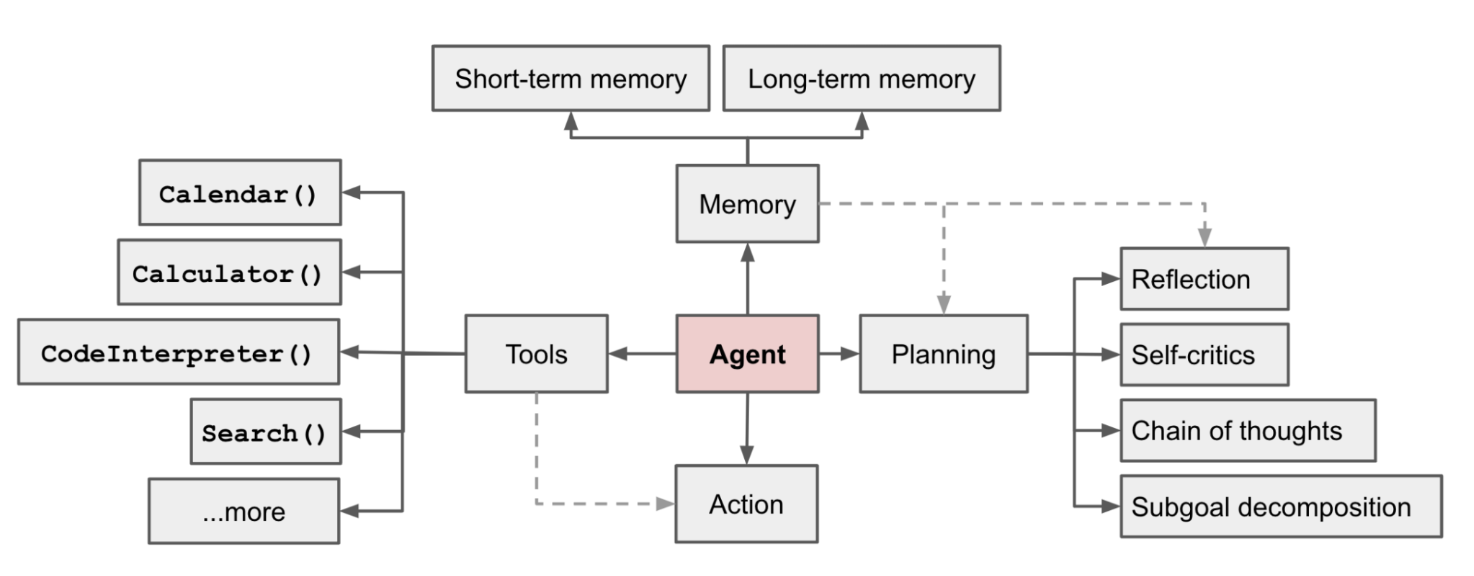 Short-term memory
Long-term memory
Memory
Calendar()
Calculator()
CodeInterpreter()
Search()
...more
Tools
Agent
Planning
Action
Reflection
Self-critics
Chain of thoughts
Subgoal decomposition